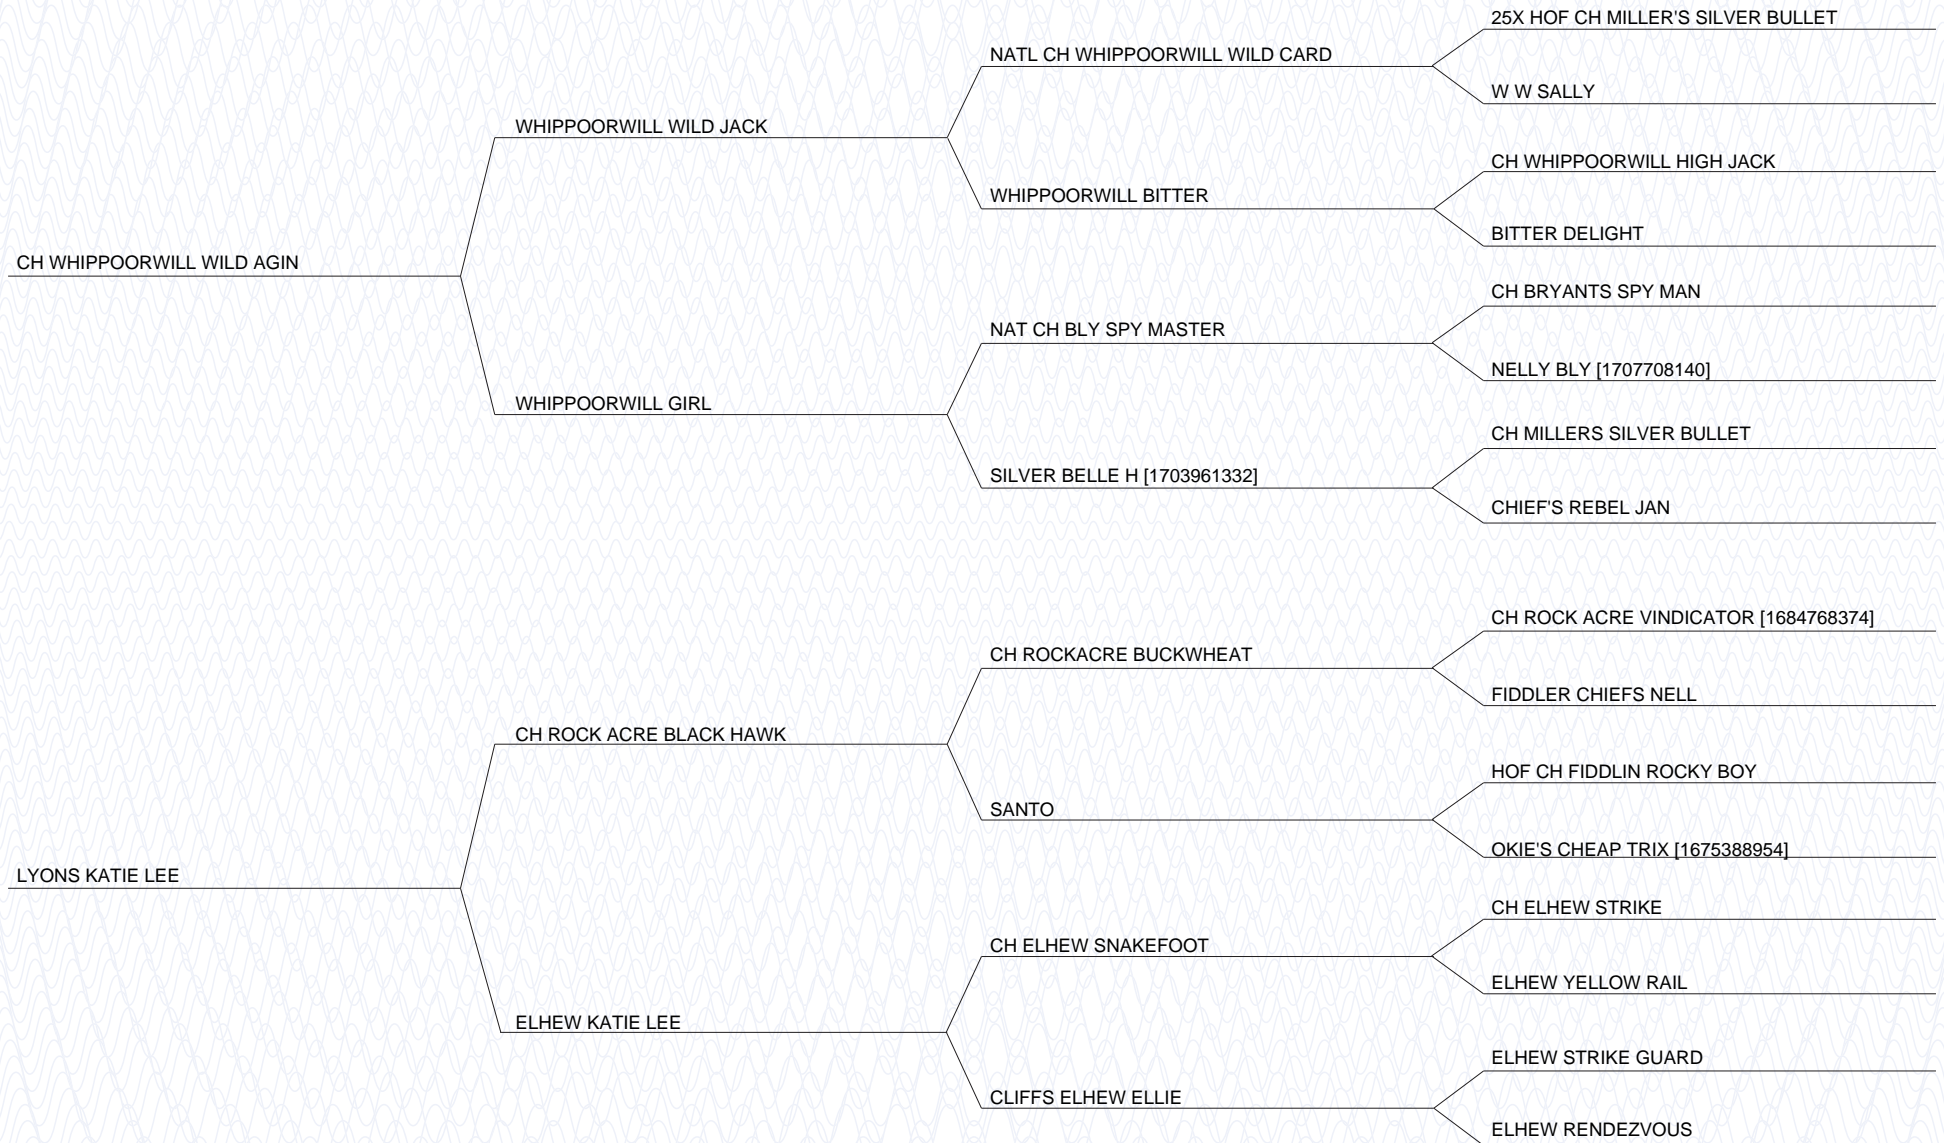 25X HOF CH MILLER'S SILVER BULLET
NATL CH WHIPPOORWILL WILD CARD
W W SALLY
WHIPPOORWILL WILD JACK
CH WHIPPOORWILL HIGH JACK
WHIPPOORWILL BITTER
BITTER DELIGHT
CH WHIPPOORWILL WILD AGIN
CH BRYANTS SPY MAN
NAT CH BLY SPY MASTER
NELLY BLY [1707708140]
WHIPPOORWILL GIRL
CH MILLERS SILVER BULLET
SILVER BELLE H [1703961332]
CHIEF'S REBEL JAN
CH ROCK ACRE VINDICATOR [1684768374]
CH ROCKACRE BUCKWHEAT
FIDDLER CHIEFS NELL
CH ROCK ACRE BLACK HAWK
HOF CH FIDDLIN ROCKY BOY
SANTO
OKIE'S CHEAP TRIX [1675388954]
LYONS KATIE LEE
CH ELHEW STRIKE
CH ELHEW SNAKEFOOT
ELHEW YELLOW RAIL
ELHEW KATIE LEE
ELHEW STRIKE GUARD
CLIFFS ELHEW ELLIE
ELHEW RENDEZVOUS